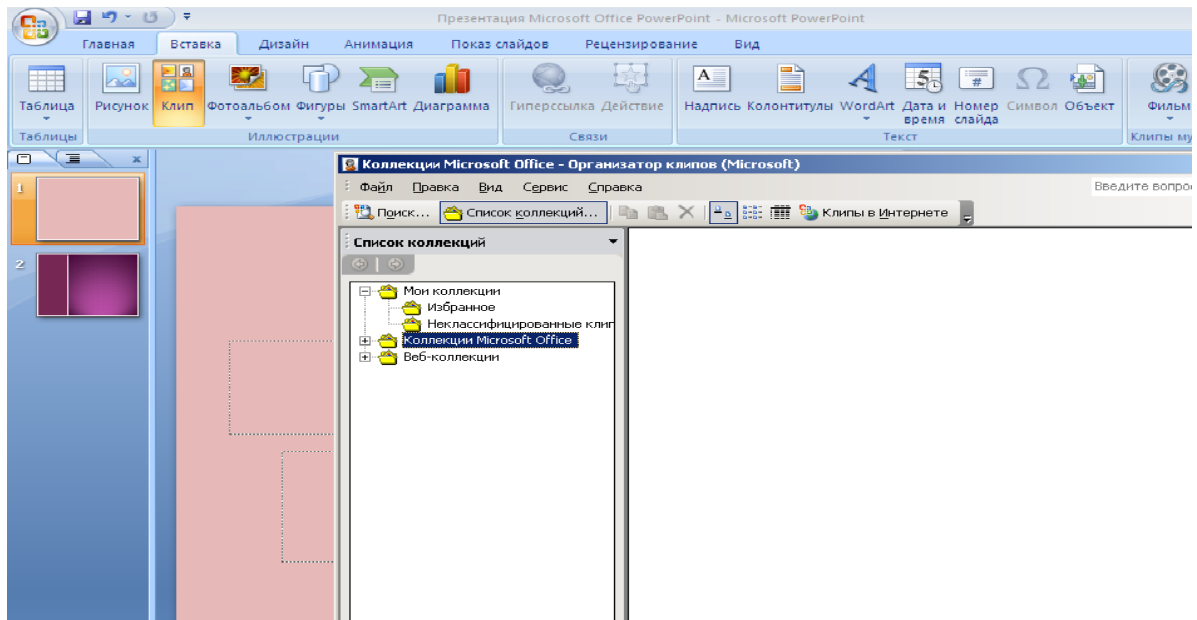 Презентация Microsoft Office PowerPoint - Microsoft PowerPoint
Главная Вставка Дизайн Анимация Показ слайдов Рецензирование Вид
Таблица Рисунок Клип Фотоальбом Фигуры SmartArt Диаграмма Гиперссылка Действие Надпись Колонтитулы WordArt Дата и время Номер слайда Символ Объект Фильм
Таблицы Иллюстрации Связи Текст Клипы му
Коллекции Microsoft Office - Организатор клипов (Microsoft)
Файл Правка Вид Сервис Справка Введите вопро
Поиск... Список коллекций... Клипы в Интернете
Список коллекций
1
Мои коллекции
2
Избранное
Неклассифицированные клип
Коллекции Microsoft Office
Веб-коллекции